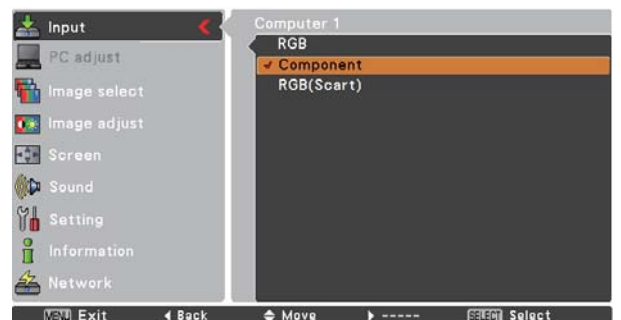 Input
PC adjust
Image select
Image adjust
Screen
Sound
Setting
Information
Network
Computer 1
RGB
Component
RGB(Scart)
MENU Exit Back Move ----- SELECT Select